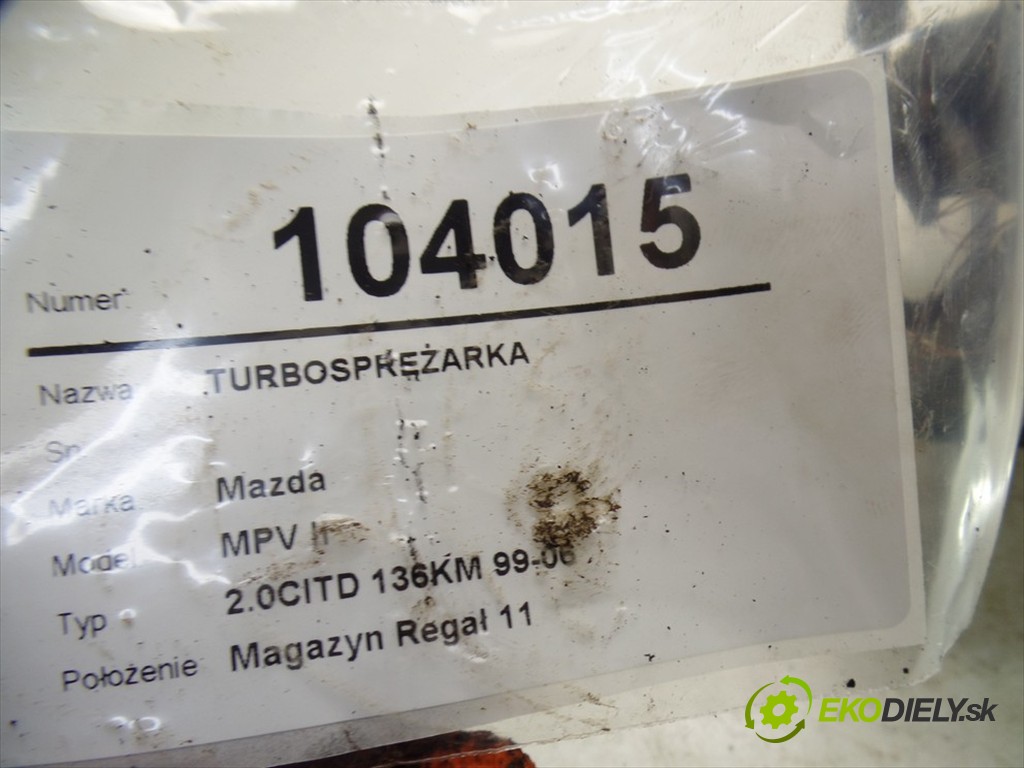 Numer: 104015
Nazwa TURBOSPRĘŻARKA
Marka Mazda
Model MPV II
Typ 2.0CITD 136KM 99-06
Położenie Magazyn Regał 11
EKODIELY.sk